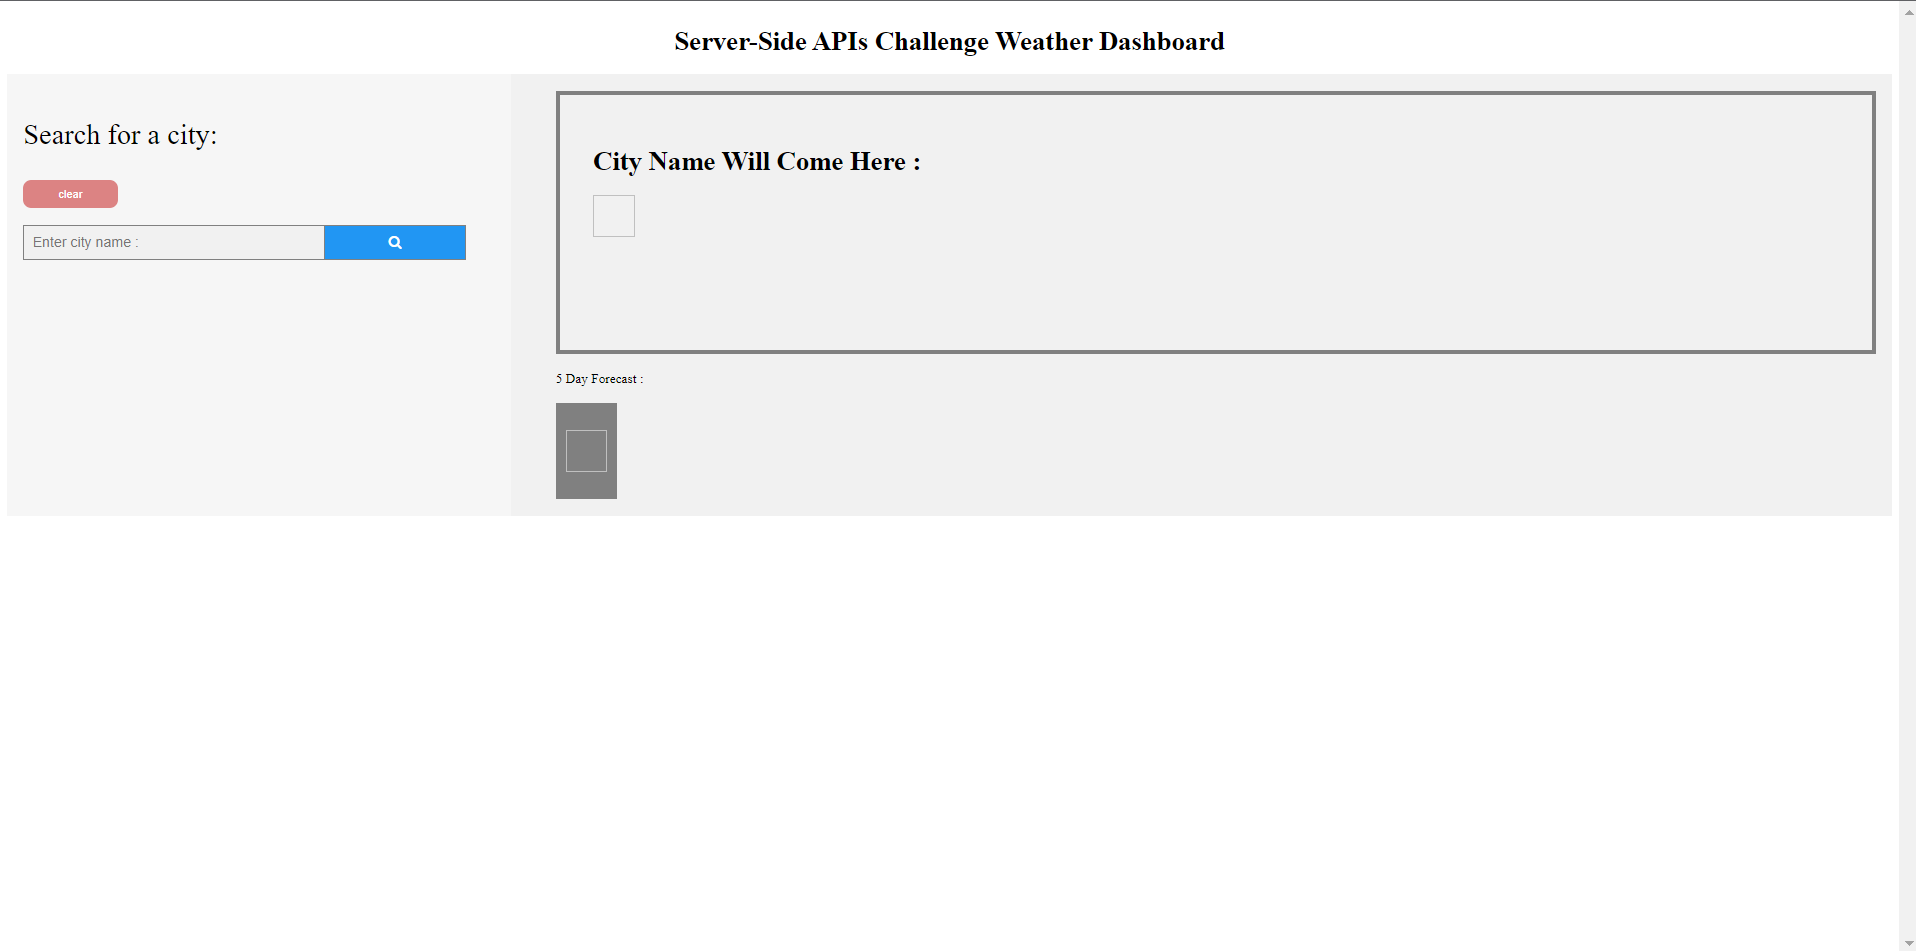 Server-Side APIs Challenge Weather Dashboard
Search for a city:
clear
Enter city name :
City Name Will Come Here :
5 Day Forecast :